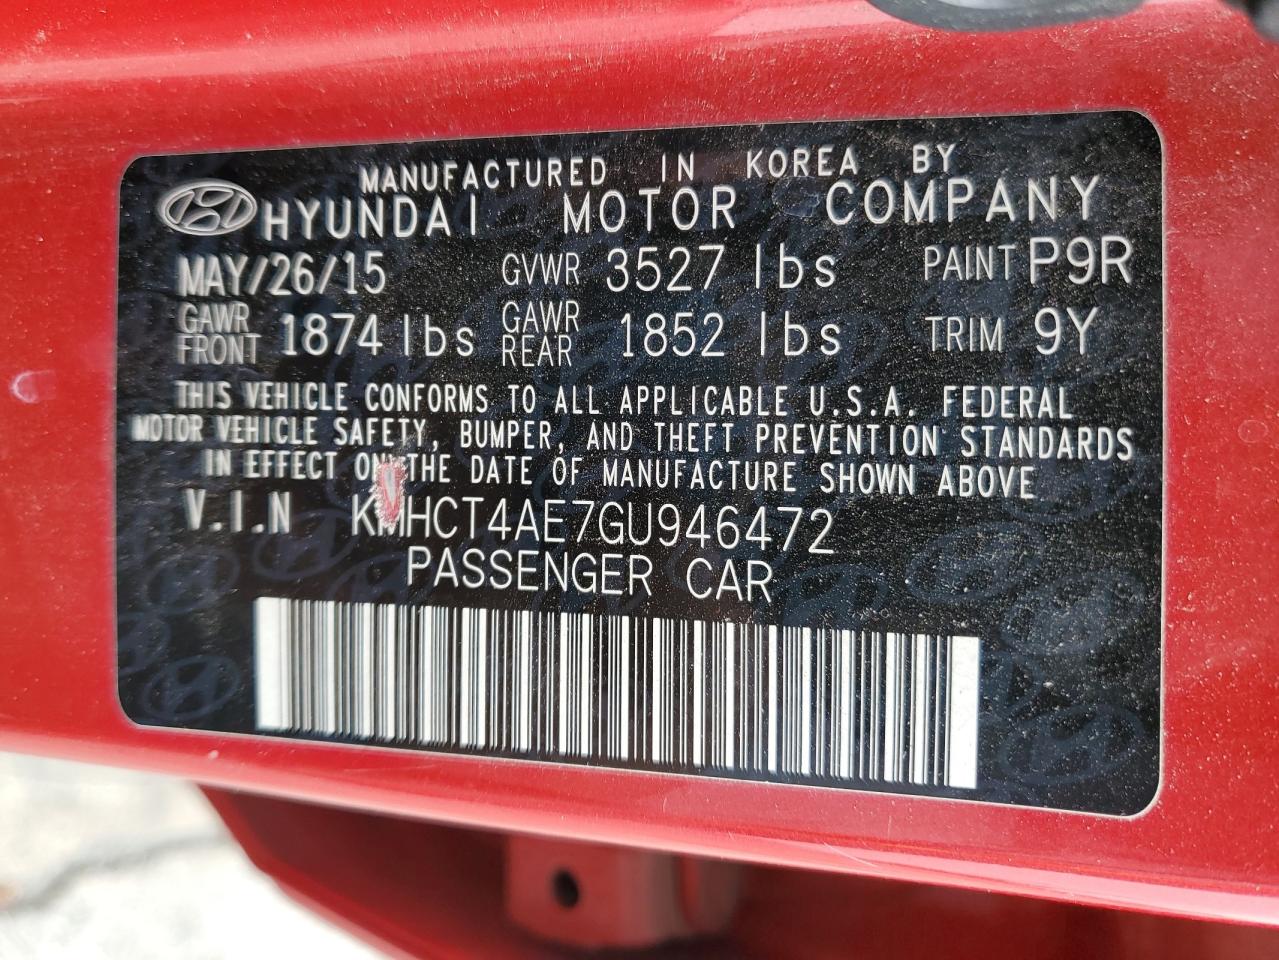 MANUFACTURED IN KOREA BY
HYUNDAI MOTOR COMPANY
MAY/26/15 GVWR 3527 lbs PAINT P9R
GAWR FRONT 1874 lbs GAWR REAR 1852 lbs TRIM 9Y
THIS VEHICLE CONFORMS TO ALL APPLICABLE U.S.A. FEDERAL
MOTOR VEHICLE SAFETY, BUMPER, AND THEFT PREVENTION STANDARDS
IN EFFECT ON THE DATE OF MANUFACTURE SHOWN ABOVE
V.I.N KMHCT4AE7GU946472
PASSENGER CAR